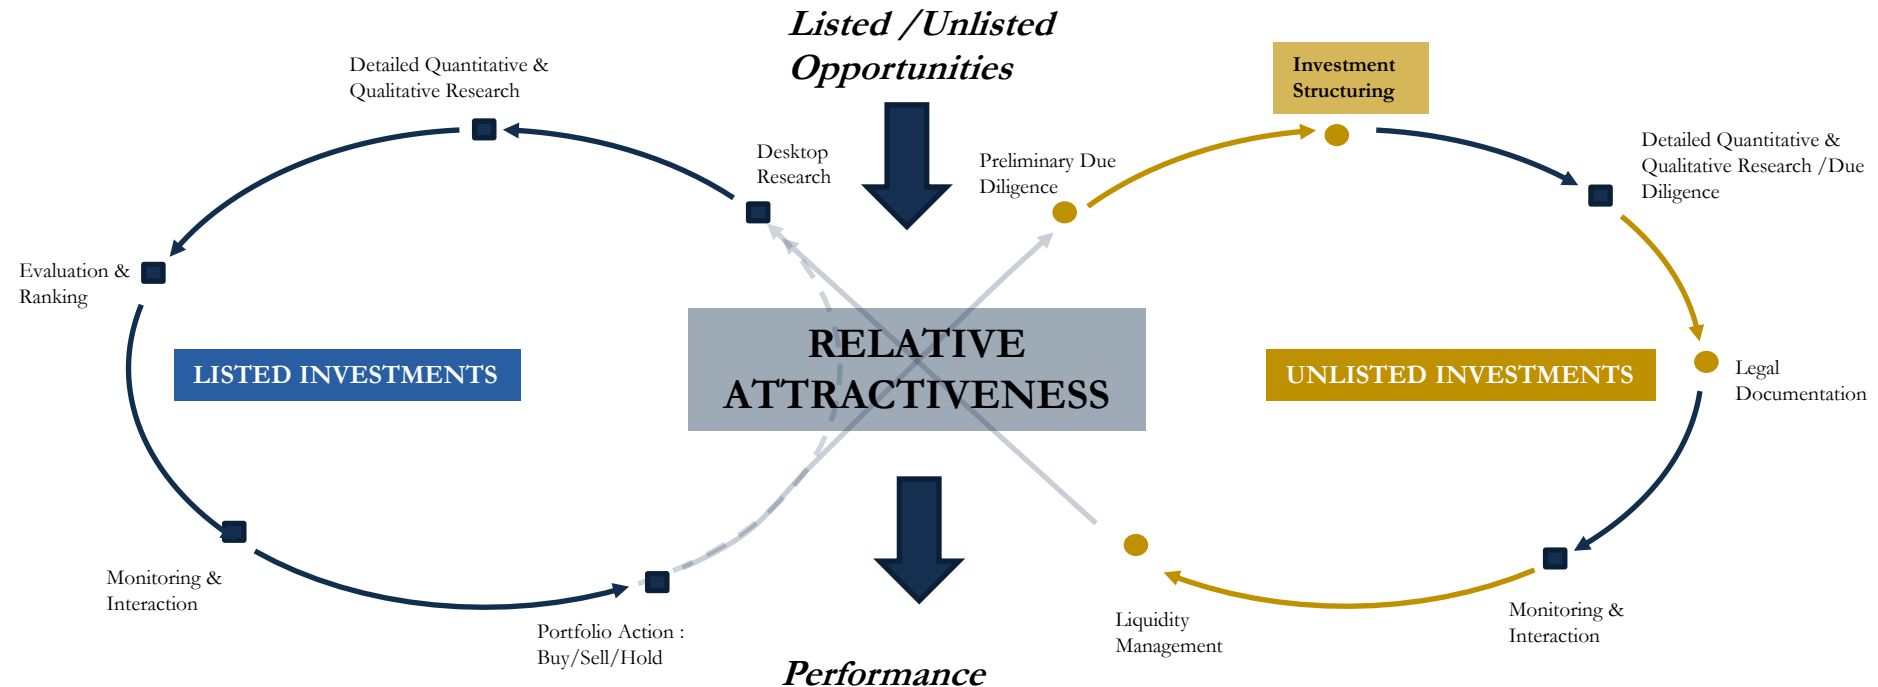 Listed /Unlisted
Opportunities
Detailed Quantitative &
Qualitative Research
Desktop
Research
Evaluation &
Ranking
LISTED INVESTMENTS
Monitoring &
Interaction
Portfolio Action :
Buy/Sell/Hold
RELATIVE
ATTRACTIVENESS
Preliminary Due
Diligence
Investment
Structuring
Detailed Quantitative &
Qualitative Research /Due
Diligence
UNLISTED INVESTMENTS
Legal
Documentation
Monitoring &
Interaction
Liquidity
Management
Performance